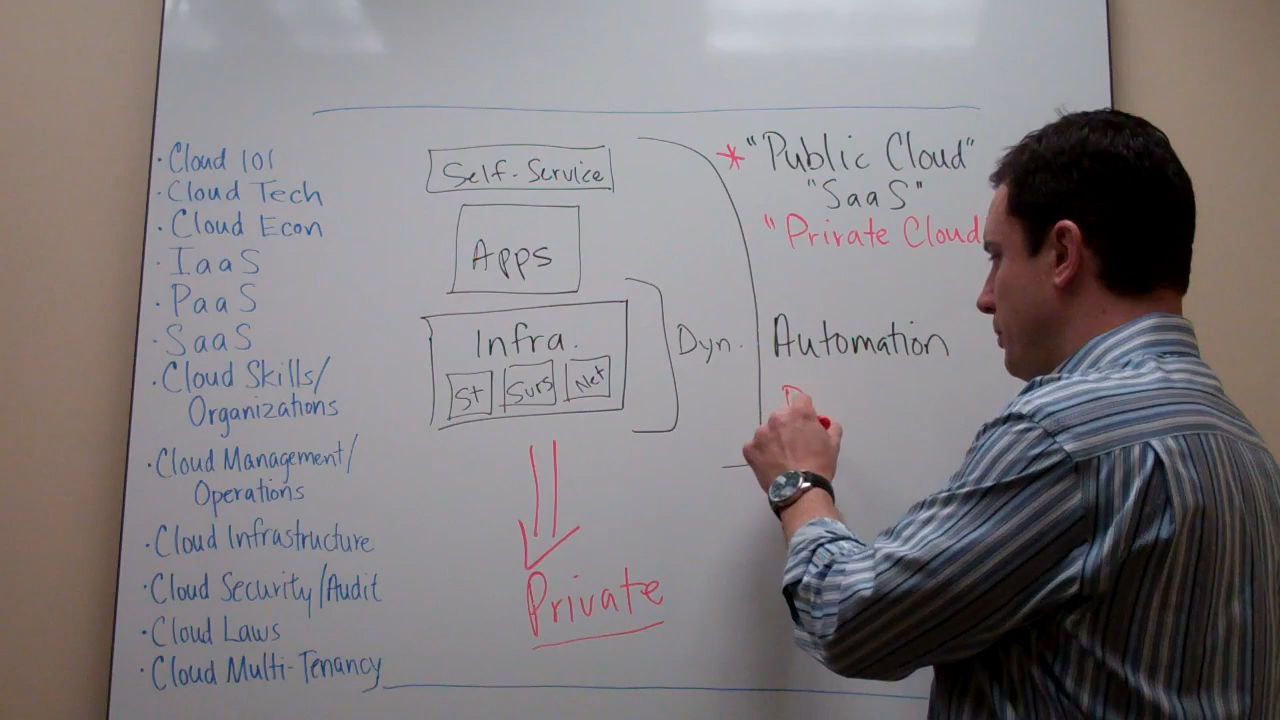 · Cloud 101
· Cloud Tech
· Cloud Econ
· IaaS
· PaaS
· SaaS
· Cloud Skills/
Organizations
· Cloud Management/
Operations
· Cloud Infrastructure
· Cloud Security/Audit
· Cloud Laws
· Cloud Multi-Tenancy
Self-Service
Apps
Infra.
St
Survs
Net
Dyn.
Private
* "Public Cloud"
"SaaS"
"Private Cloud
Automation